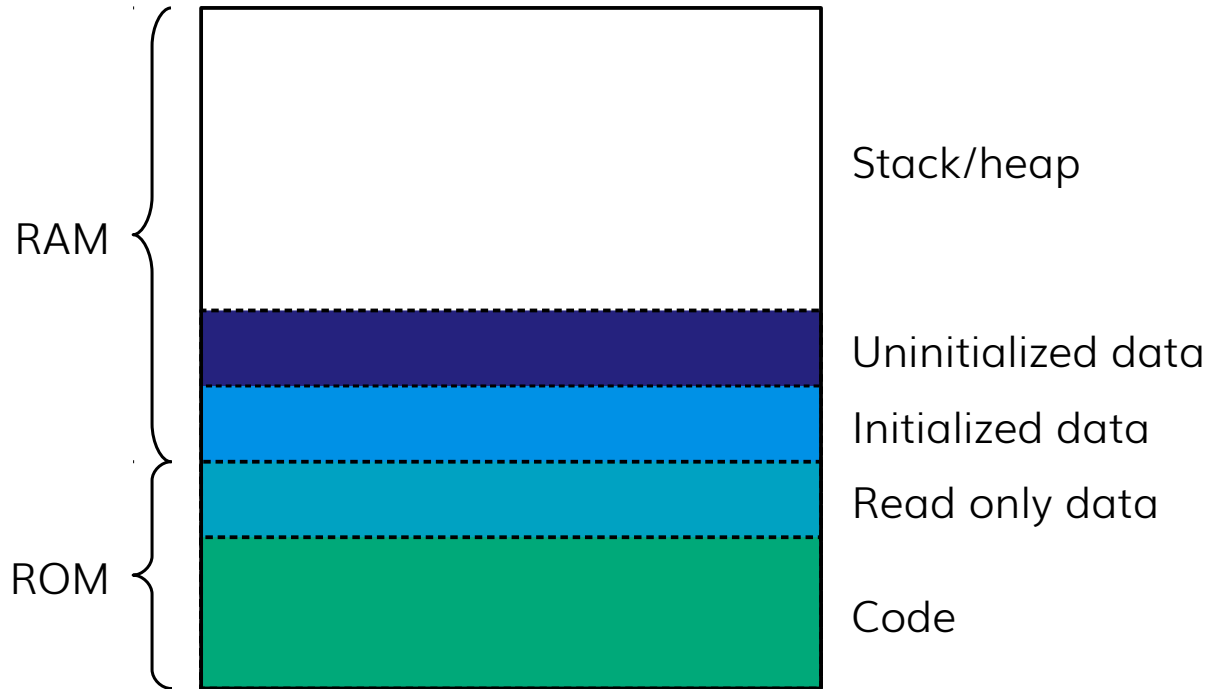 Stack/heap
RAM
Uninitialized data
Initialized data
Read only data
ROM
Code